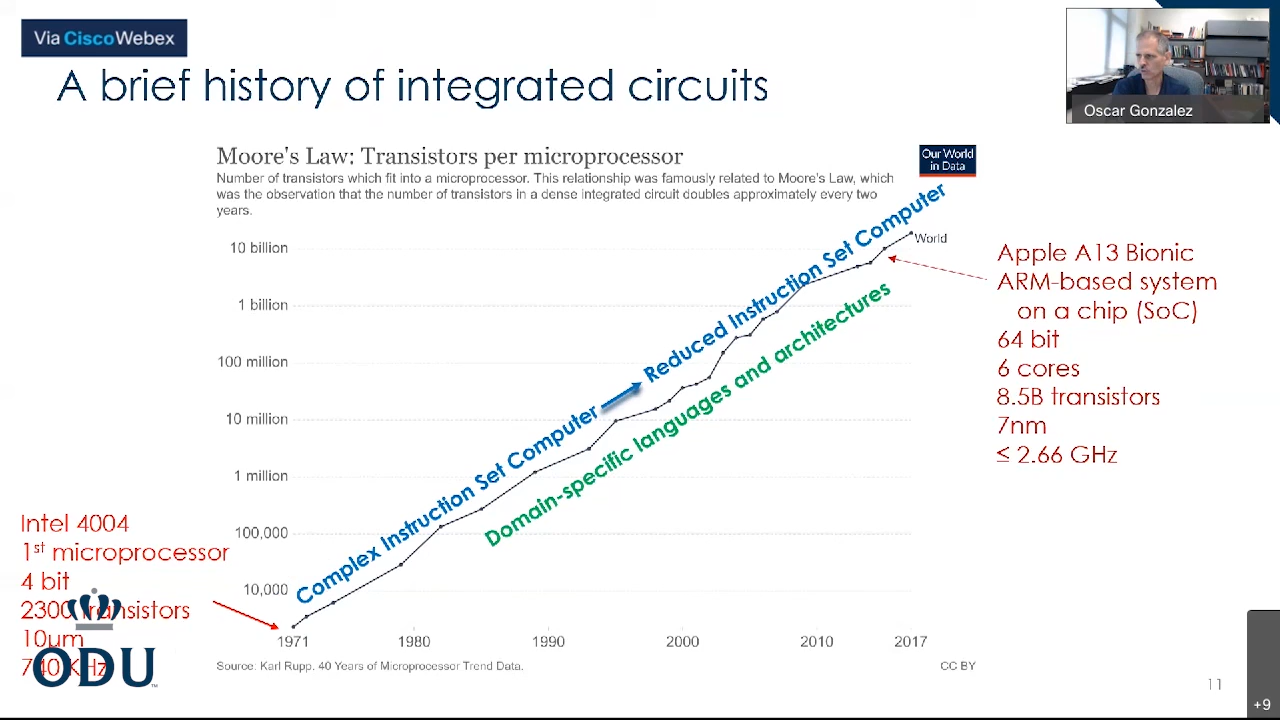 Via CiscoWebex
A brief history of integrated circuits
Oscar Gonzalez
Moore's Law: Transistors per microprocessor
Number of transistors which fit into a microprocessor. This relationship was famously related to Moore's Law, which
was the observation that the number of transistors in a dense integrated circuit doubles approximately every two
years.
Our World
in Data
10 billion
1 billion
100 million
10 million
1 million
100,000
10,000
World
Complex Instruction Set Computer
Reduced Instruction Set Computer
Domain-specific languages and architectures
Apple A13 Bionic
ARM-based system
on a chip (SoC)
64 bit
6 cores
8.5B transistors
7nm
≤ 2.66 GHz
Intel 4004
1st microprocessor
4 bit
2300 transistors
10um
740 KHz
ODU
1971
1980
1990
2000
2010
2017
Source: Karl Rupp. 40 Years of Microprocessor Trend Data.
CC BY
11
+9